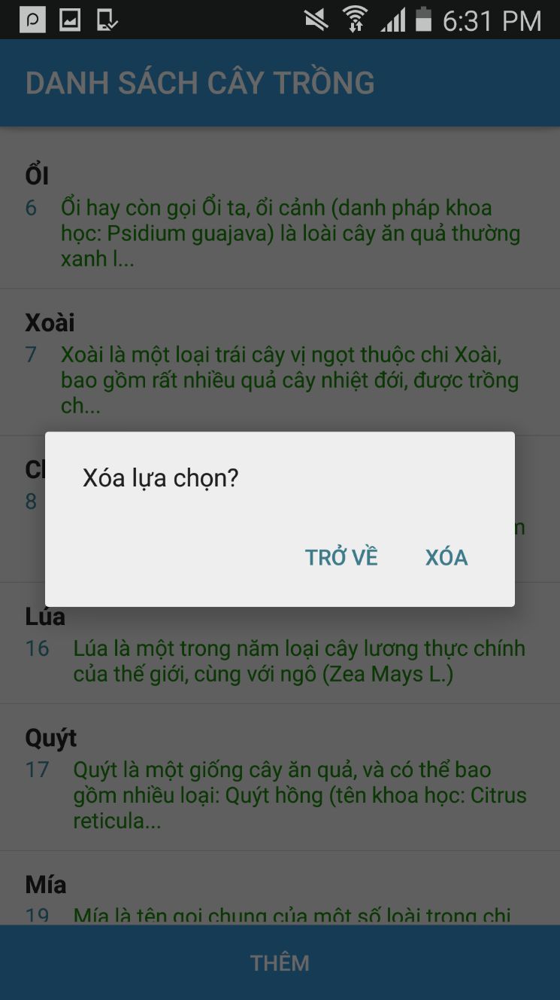 6:31 PM
DANH SÁCH CÂY TRỒNG
ỔI
6 Ổi hay còn gọi Ổi ta, ổi cảnh (danh pháp khoa
học: Psidium guajava) là loài cây ăn quả thường
xanh l...
Xoài
7 Xoài là một loại trái cây vị ngọt thuộc chi Xoài,
bao gồm rất nhiều quả cây nhiệt đới, được trồng
ch...
8
Xóa lựa chọn?
TRỞ VỀ XÓA
Lúa
16 Lúa là một trong năm loại cây lương thực chính
của thế giới, cùng với ngô (Zea Mays L.)
Quýt
17 Quýt là một giống cây ăn quả, và có thể bao
gồm nhiều loại: Quýt hồng (tên khoa học: Citrus
reticula...
Mía
19 Mía là tên gọi chung của một số loài trong chi
THÊM